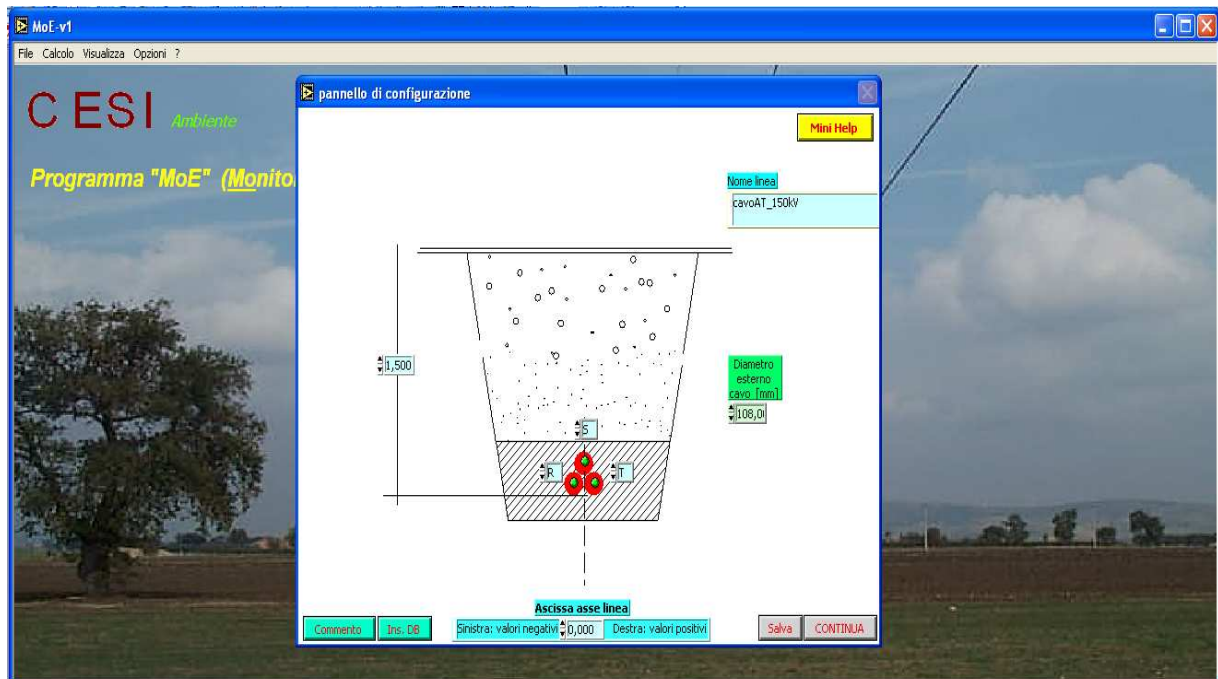 MoE-v1
File Calcolo Visualizza Opzioni ?
CESI Ambiente
Programma "MoE" (Monito
pannello di configurazione
Mini Help
Nome linea
cavoAT_150kV
1,500
Diametro
esterno
cavo [mm]
108,0
S
R
T
Ascissa asse linea
Commento
Ins. DB
Sinistra: valori negativi
0,000
Destra: valori positivi
Salva
CONTINUA